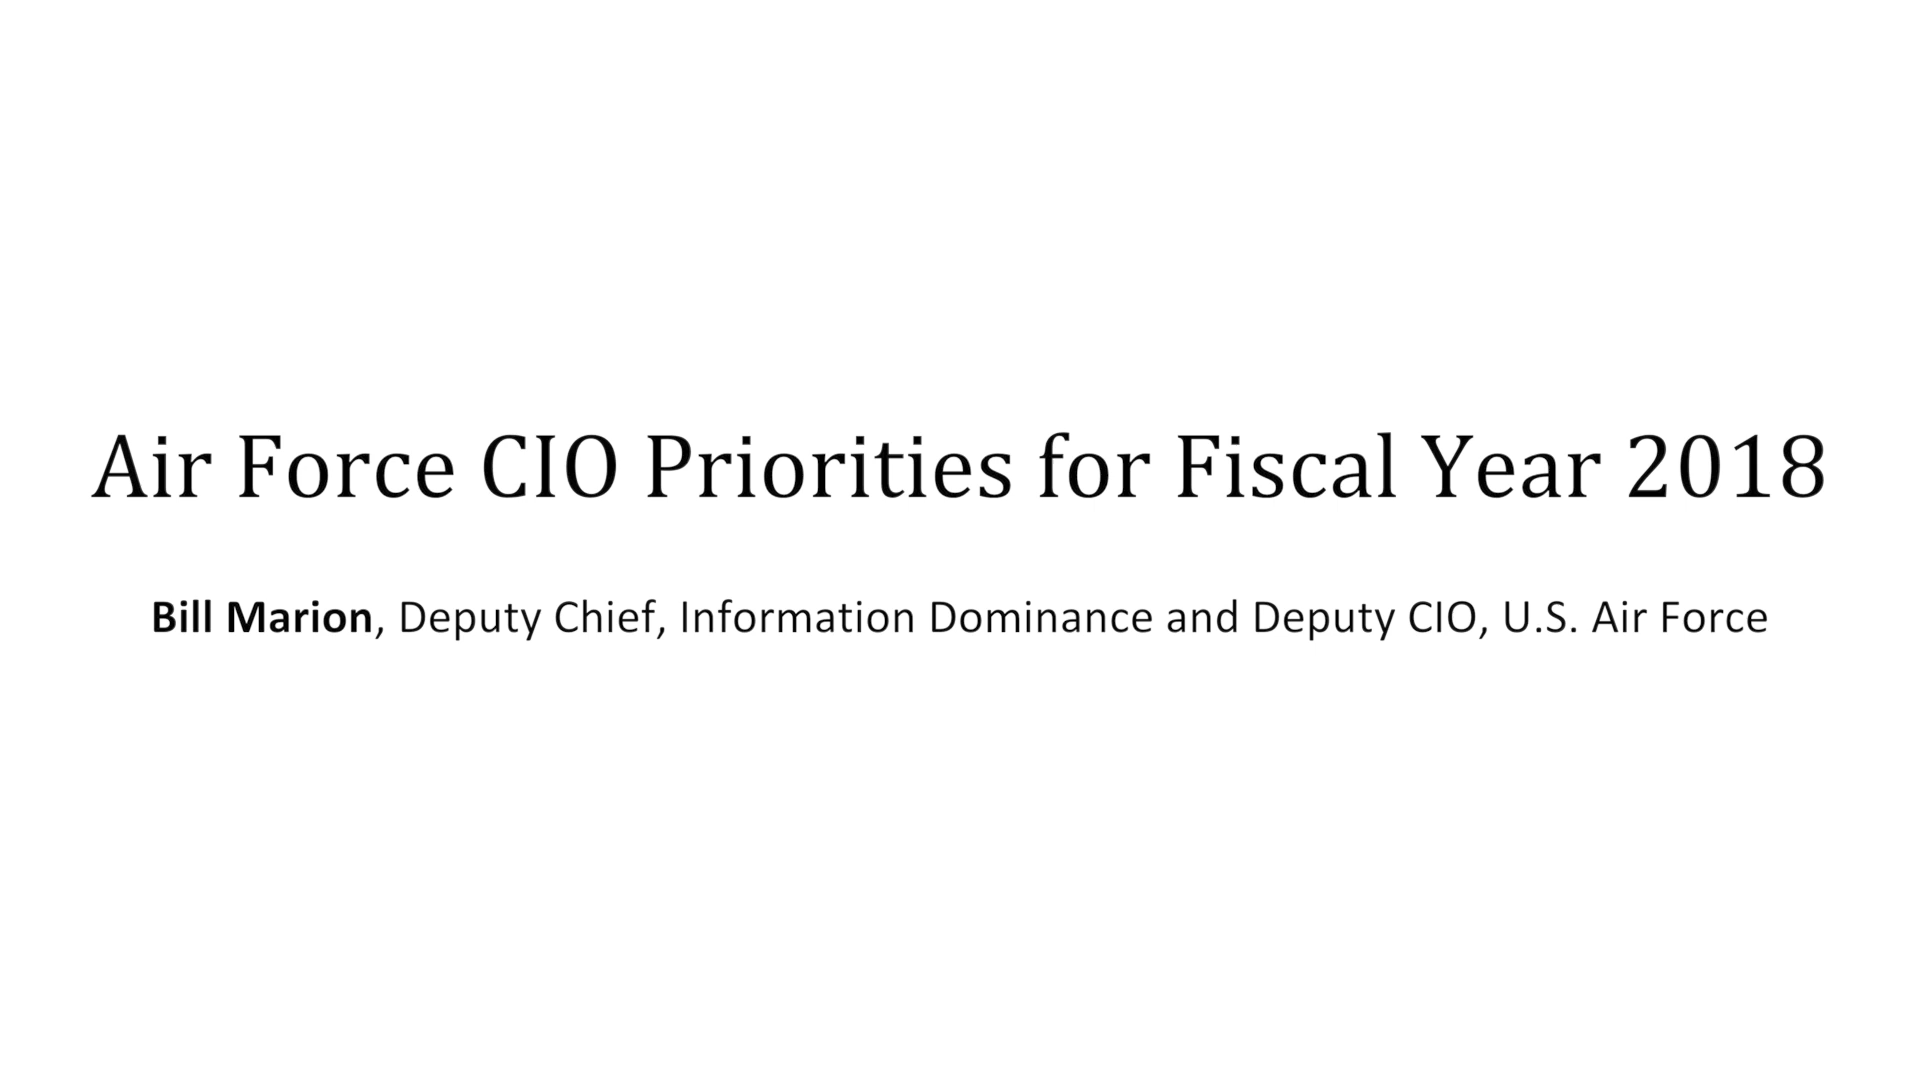 Air Force CIO Priorities for Fiscal Year 2018
Bill Marion, Deputy Chief, Information Dominance and Deputy CIO, U.S. Air Force